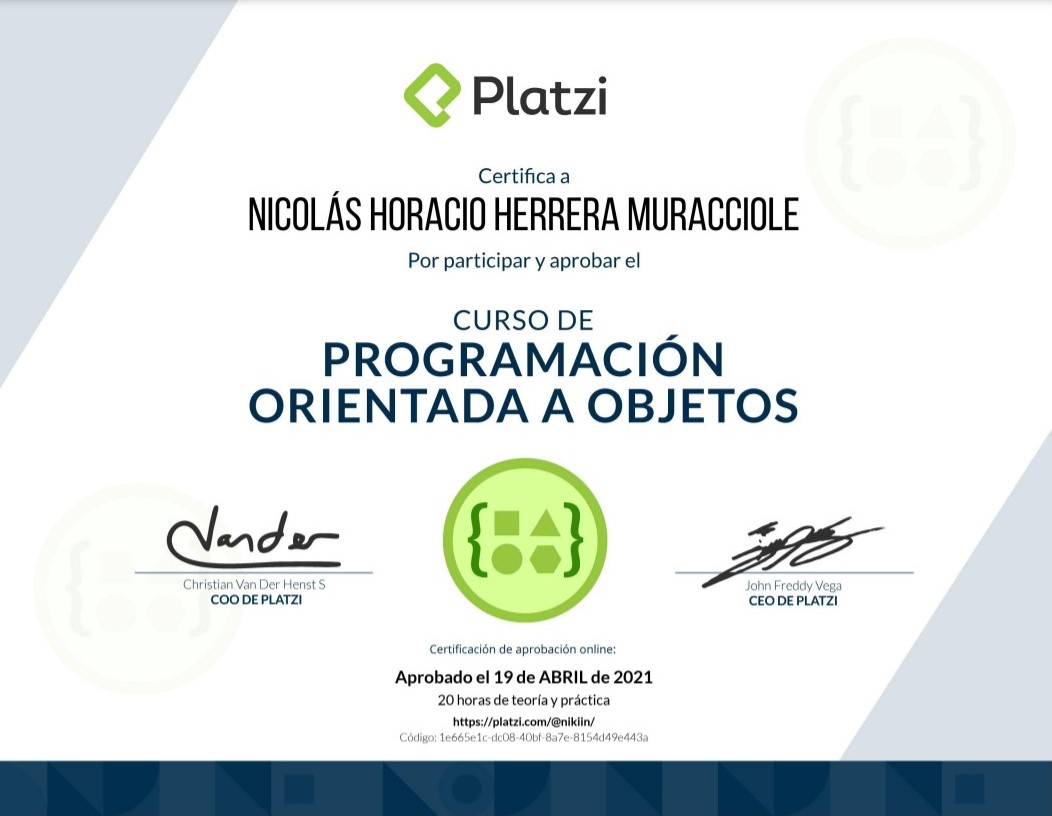 Platzi
Certifica a
NICOLÁS HORACIO HERRERA MURACCIOLE
Por participar y aprobar el
CURSO DE
PROGRAMACIÓN
ORIENTADA A OBJETOS
Vander
Christian Van Der Henst S
COO DE PLATZI
John Freddy Vega
CEO DE PLATZI
Certificación de aprobación online:
Aprobado el 19 de ABRIL de 2021
20 horas de teoría y práctica
https://platzi.com/@nikiin/
Código: 1e665e1c-dc08-40bf-8a7e-8154d49e443a